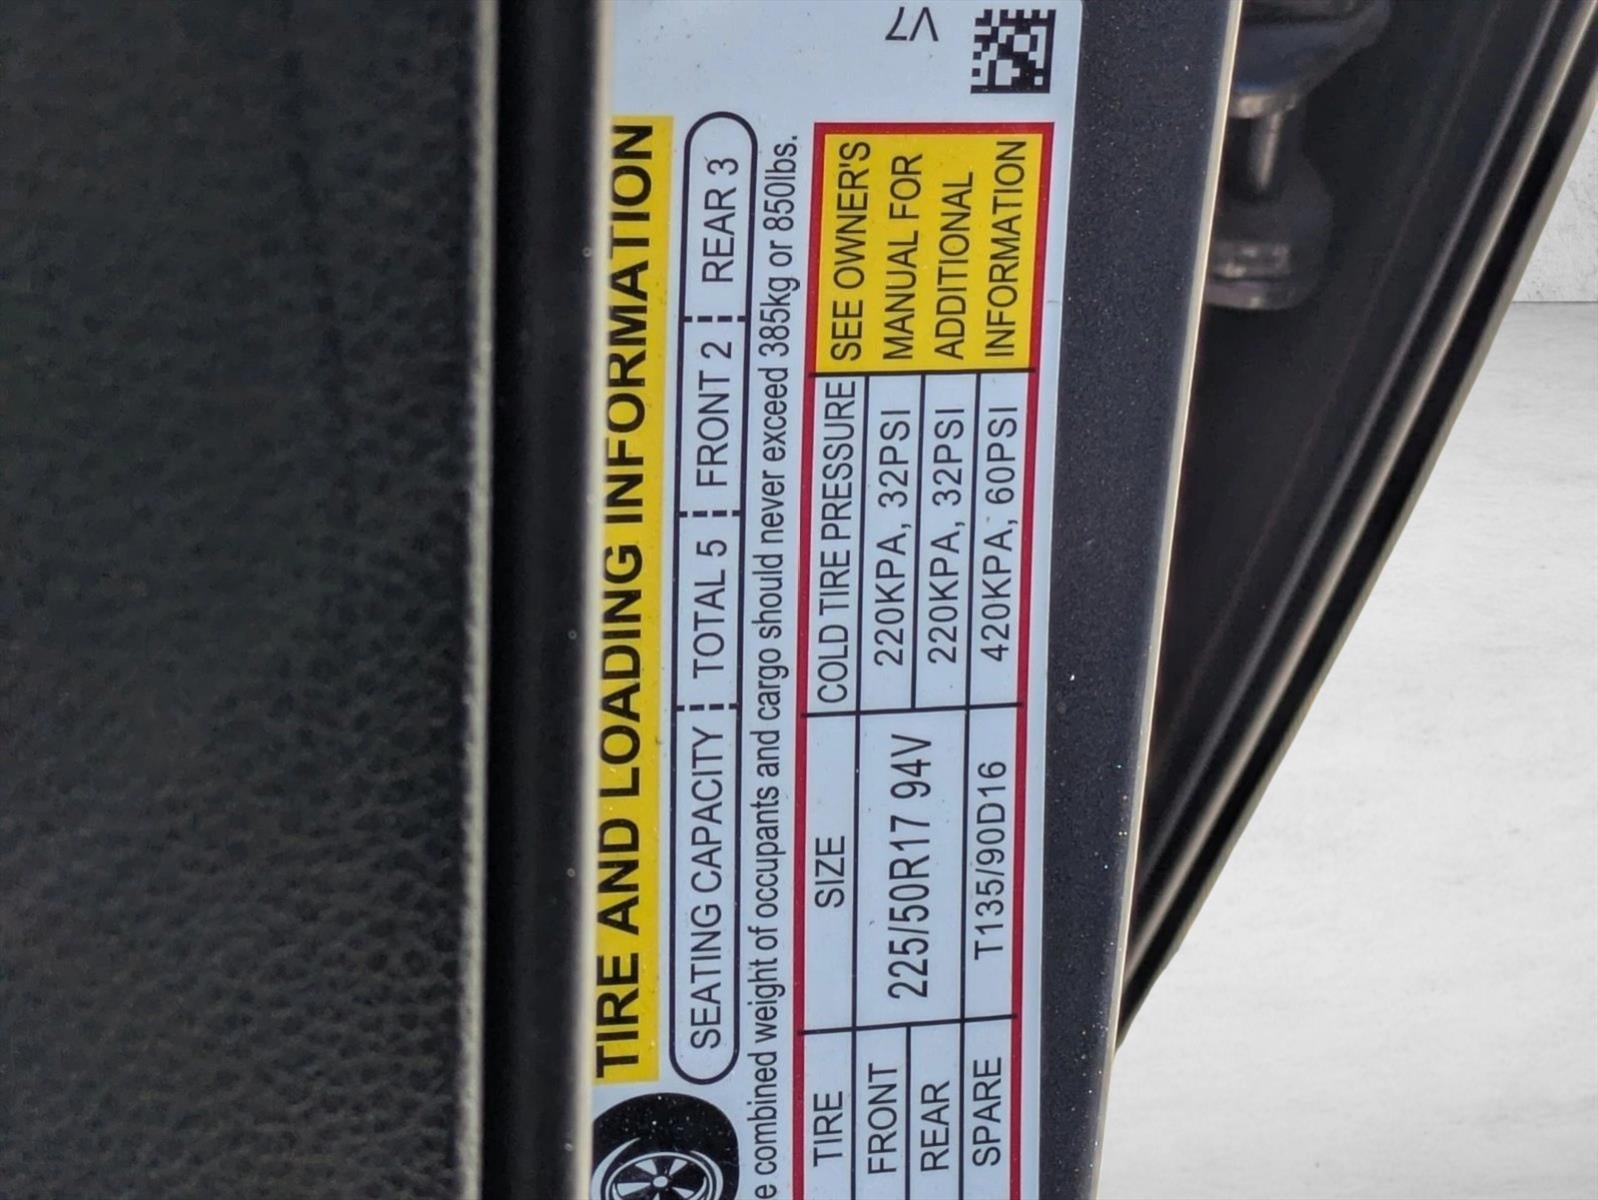 V7
TIRE AND LOADING INFORMATION
SEATING CAPACITY TOTAL 5 FRONT 2 REAR 3
combined weight of occupants and cargo should never exceed 385kg or 850lbs.
TIRE SIZE COLD TIRE PRESSURE SEE OWNER'S
FRONT 225/50R17 94V 220KPA, 32PSI MANUAL FOR
REAR 220KPA, 32PSI ADDITIONAL
SPARE T135/90D16 420KPA, 60PSI INFORMATION